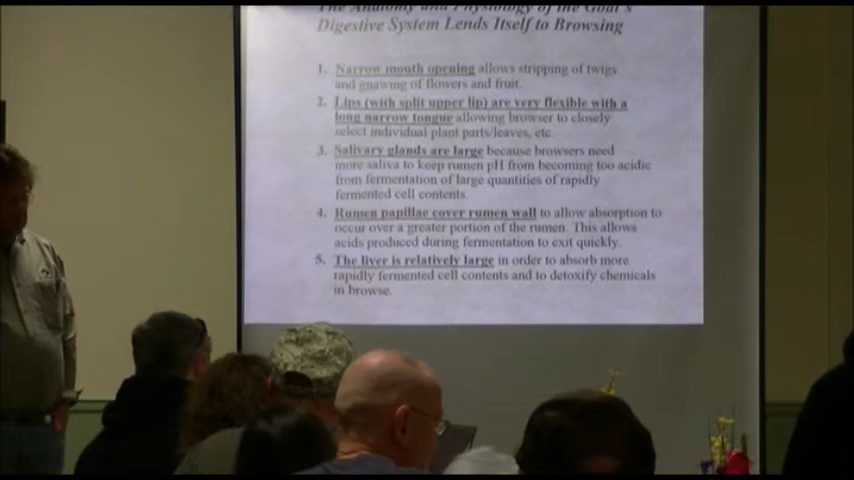 The Anatomy and Physiology of the Goat's
Digestive System Lends Itself to Browsing
1. Narrow mouth opening allows stripping of twigs
and gnawing of flowers and fruit.
2. Lips (with split upper lip) are very flexible with a
long narrow tongue allowing browser to closely
select individual plant parts/leaves, etc
3. Salivary glands are large because browsers need
more saliva to keep rumen pH from becoming too acidic
from fermentation of large quantities of rapidly
fermented cell contents.
4. Rumen papillae cover rumen wall to allow absorption to
occur over a greater portion of the rumen. This allows
acids produced during fermentation to exit quickly.
5. The liver is relatively large in order to absorb more
rapidly fermented cell contents and to detoxify chemicals
in browse.